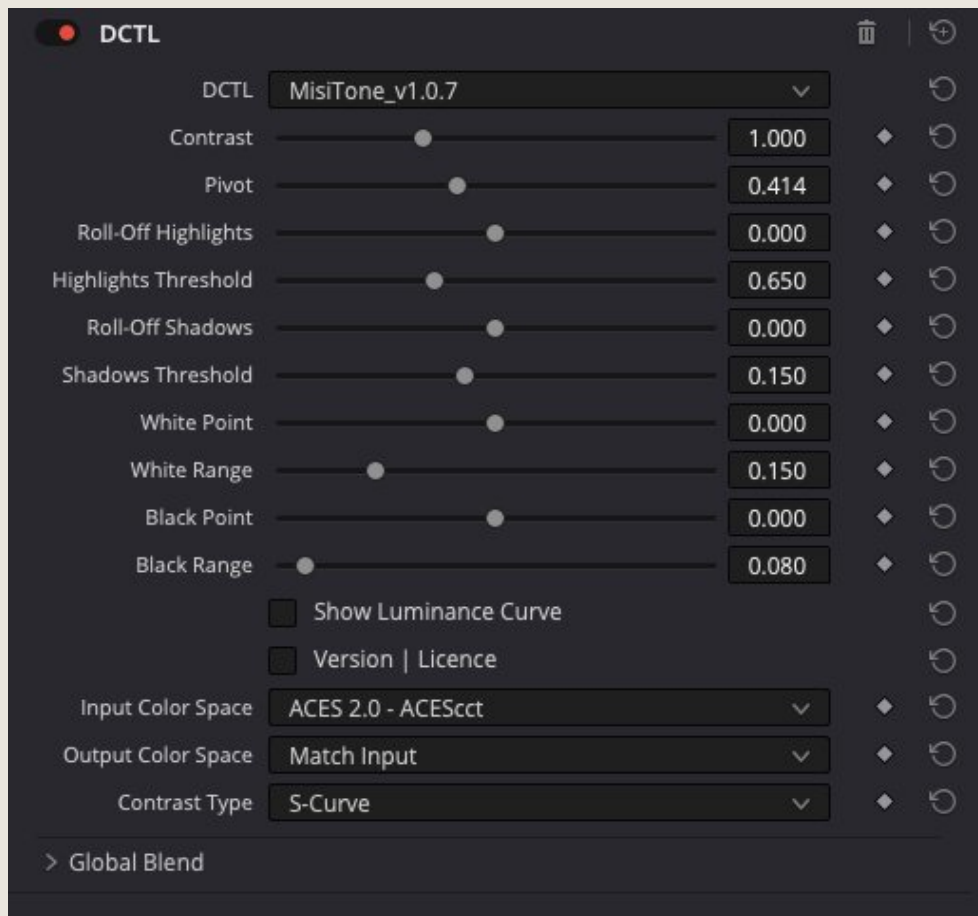 DCTL
DCTL MisiTone_v1.0.7
Contrast 1.000
Pivot 0.414
Roll-Off Highlights 0.000
Highlights Threshold 0.650
Roll-Off Shadows 0.000
Shadows Threshold 0.150
White Point 0.000
White Range 0.150
Black Point 0.000
Black Range 0.080
Show Luminance Curve
Version | Licence
Input Color Space ACES 2.0 - ACEScct
Output Color Space Match Input
Contrast Type S-Curve
Global Blend